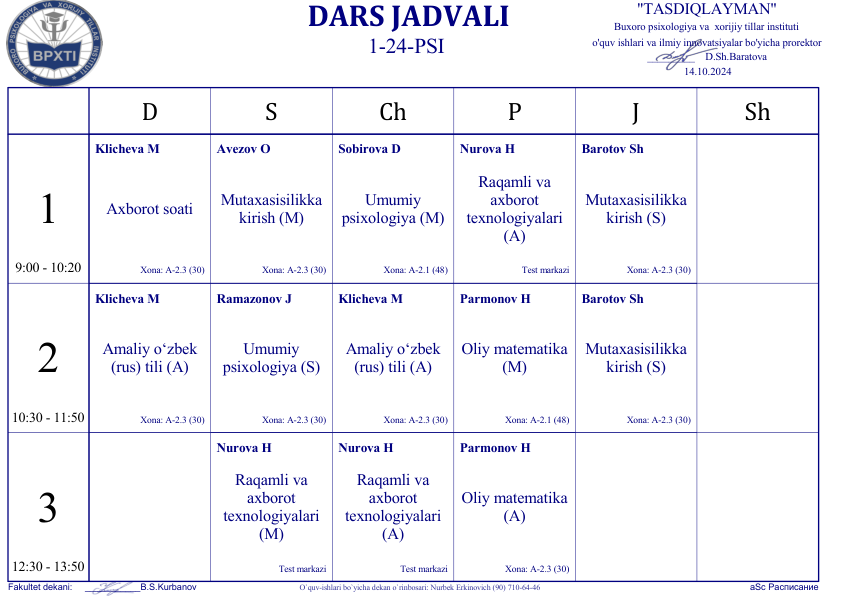 DARS JADVALI
1-24-PSI
"TASDIQLAYMAN"
Buxoro psixologiya va xorijiy tillar instituti
o'quv ishlari va ilmiy innovatsiyalar bo'yicha prorektor
D.Sh.Baratova
14.10.2024
PSIXOLOGIYA VA XORIJIY TILLAR INSTITUTI
BPXTI
D S Ch P J Sh
1
9:00 - 10:20
Klicheva M
Axborot soati
Xona: A-2.3 (30)
Avezov O
Mutaxasisilikka
kirish (M)
Xona: A-2.3 (30)
Sobirova D
Umumiy
psixologiya (M)
Xona: A-2.1 (48)
Nurova H
Raqamli va
axborot
texnologiyalari
(A)
Test markazi
Barotov Sh
Mutaxasisilikka
kirish (S)
Xona: A-2.3 (30)
2
10:30 - 11:50
Klicheva M
Amaliy o‘zbek
(rus) tili (A)
Xona: A-2.3 (30)
Ramazonov J
Umumiy
psixologiya (S)
Xona: A-2.3 (30)
Klicheva M
Amaliy o‘zbek
(rus) tili (A)
Xona: A-2.3 (30)
Parmonov H
Oliy matematika
(M)
Xona: A-2.1 (48)
Barotov Sh
Mutaxasisilikka
kirish (S)
Xona: A-2.3 (30)
3
12:30 - 13:50
Nurova H
Raqamli va
axborot
texnologiyalari
(M)
Test markazi
Nurova H
Raqamli va
axborot
texnologiyalari
(A)
Test markazi
Parmonov H
Oliy matematika
(A)
Xona: A-2.3 (30)
Fakultet dekani: B.S.Kurbanov
O`quv-ishlari bo`yicha dekan o`rinbosari: Nurbek Erkinovich (90) 710-64-46
aSc Расписание